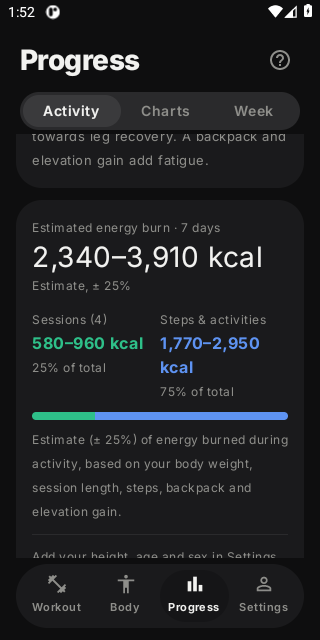 1:52
Progress
Activity Charts Week
towards leg recovery. A backpack and
elevation gain add fatigue.
Estimated energy burn · 7 days
2,340–3,910 kcal
Estimate, ± 25%
Sessions (4) Steps & activities
580–960 kcal 1,770–2,950
kcal
25% of total
75% of total
Estimate (± 25%) of energy burned during
activity, based on your body weight,
session length, steps, backpack and
elevation gain.
Add your height, age and sex in Settings
Workout Body Progress Settings